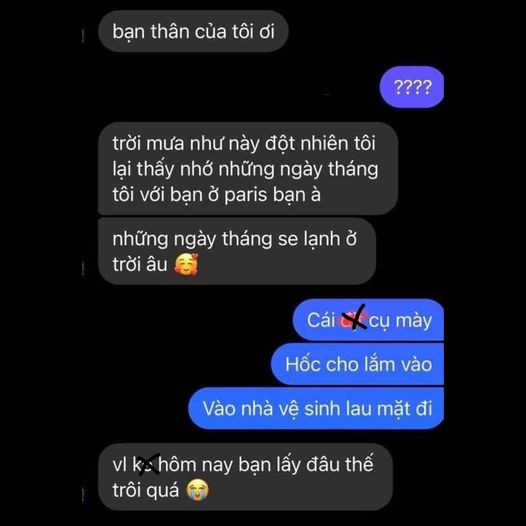 bạn thân của tôi ơi
????
trời mưa như này đột nhiên tôi
lại thấy nhớ những ngày tháng
tôi với bạn ở paris bạn à
những ngày tháng se lạnh ở
trời âu 🥰
Cái cụ mày
Hốc cho lắm vào
Vào nhà vệ sinh lau mặt đi
vl hôm nay bạn lấy đâu thế
trôi quá 😭